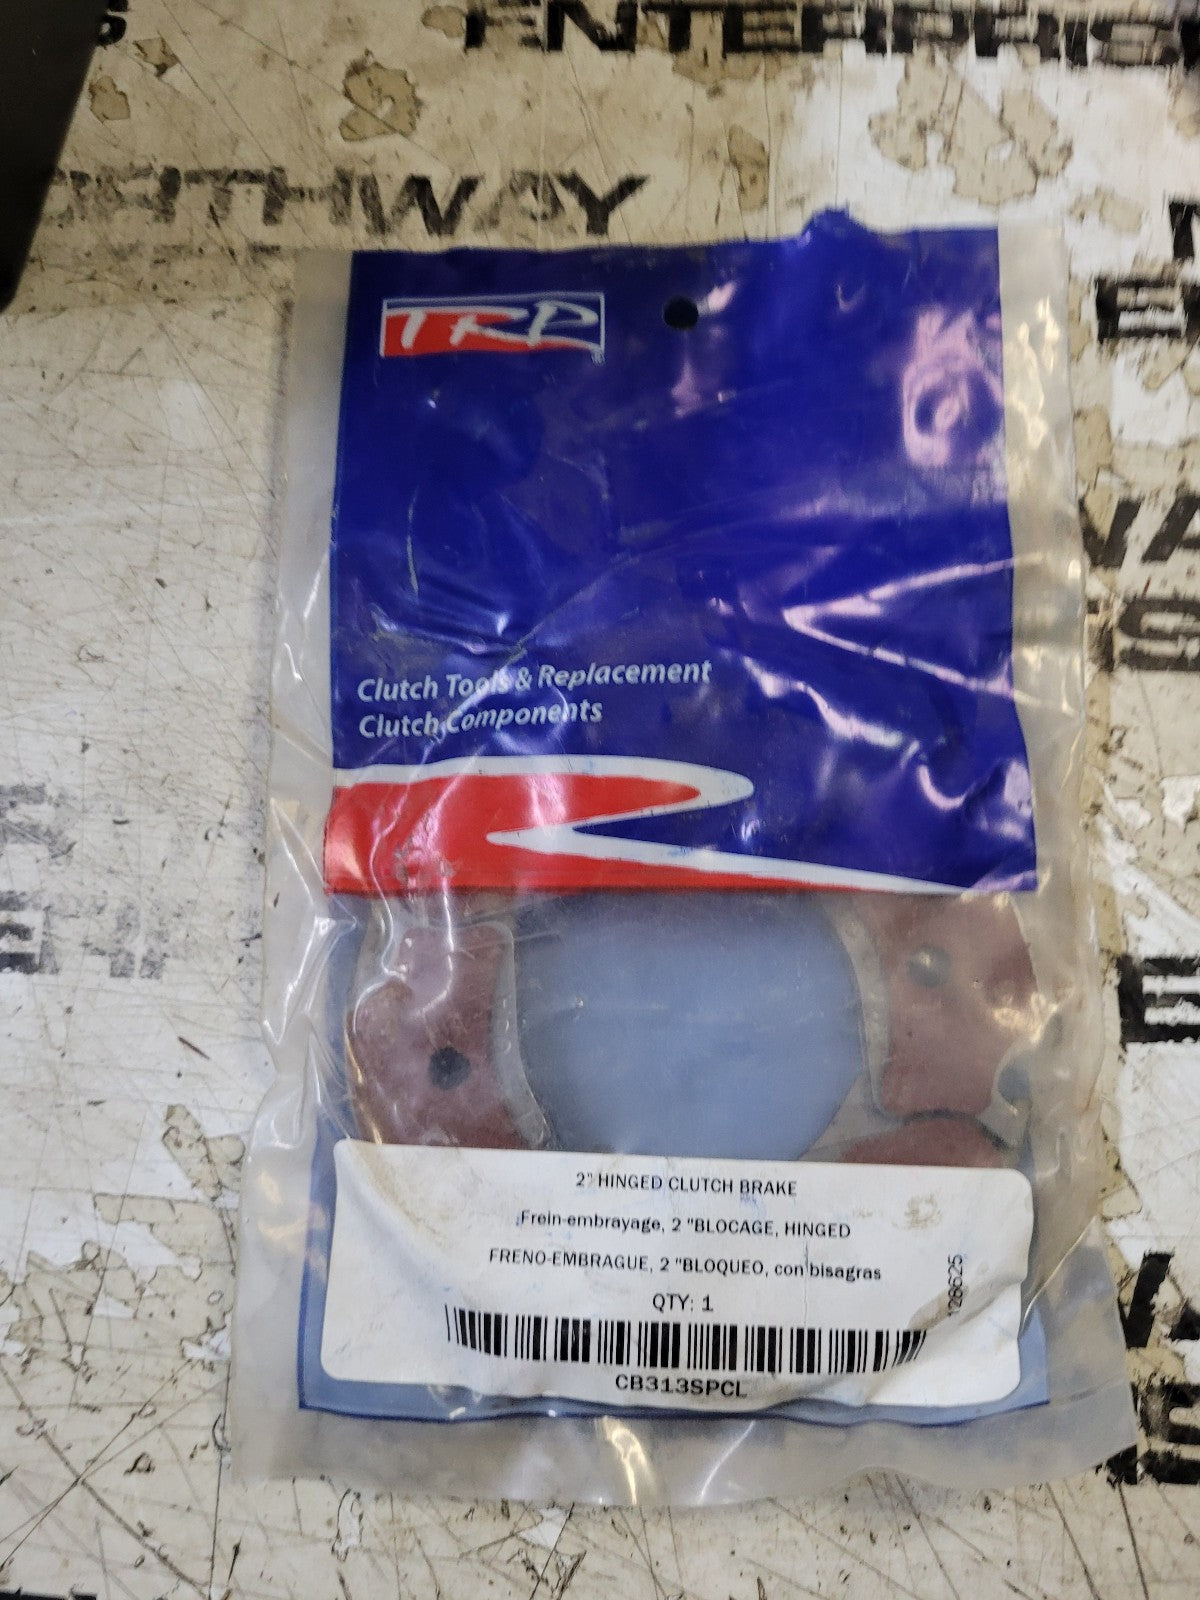 ENTERPRIS
NORTHWAY
TRP
Clutch Tools & Replacement
Clutch Components
2" HINGED CLUTCH BRAKE
Frein-embrayage, 2 "BLOCAGE, HINGED
FRENO-EMBRAGUE, 2 "BLOQUEO, con bisagras
QTY: 1
128625
CB313SPCL